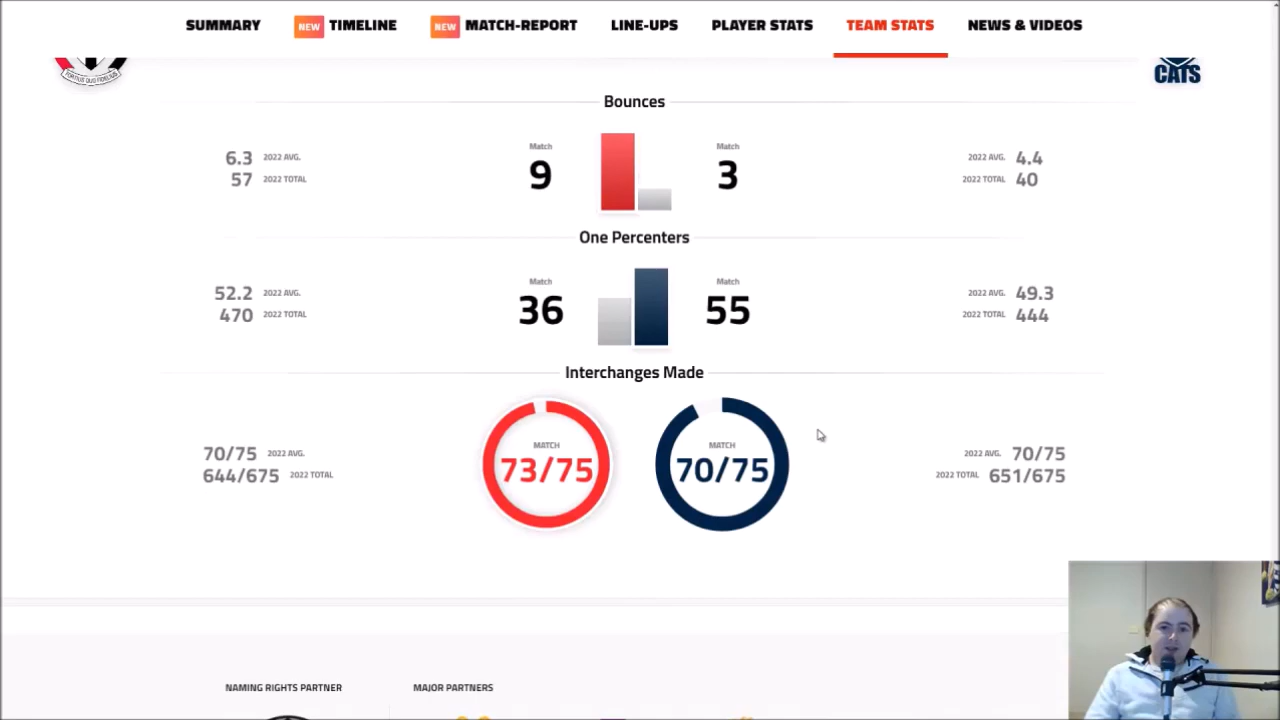 SUMMARY NEW TIMELINE NEW MATCH-REPORT LINE-UPS PLAYER STATS TEAM STATS NEWS & VIDEOS
FORTIUS QUO FIDELIUS
CATS
Bounces
6.3 2022 AVG. Match Match 2022 AVG. 4.4
57 2022 TOTAL 9 3 2022 TOTAL 40
One Percenters
52.2 2022 AVG. Match Match 2022 AVG. 49.3
470 2022 TOTAL 36 55 2022 TOTAL 444
Interchanges Made
70/75 2022 AVG. MATCH MATCH 2022 AVG. 70/75
644/675 2022 TOTAL 73/75 70/75 2022 TOTAL 651/675
NAMING RIGHTS PARTNER MAJOR PARTNERS